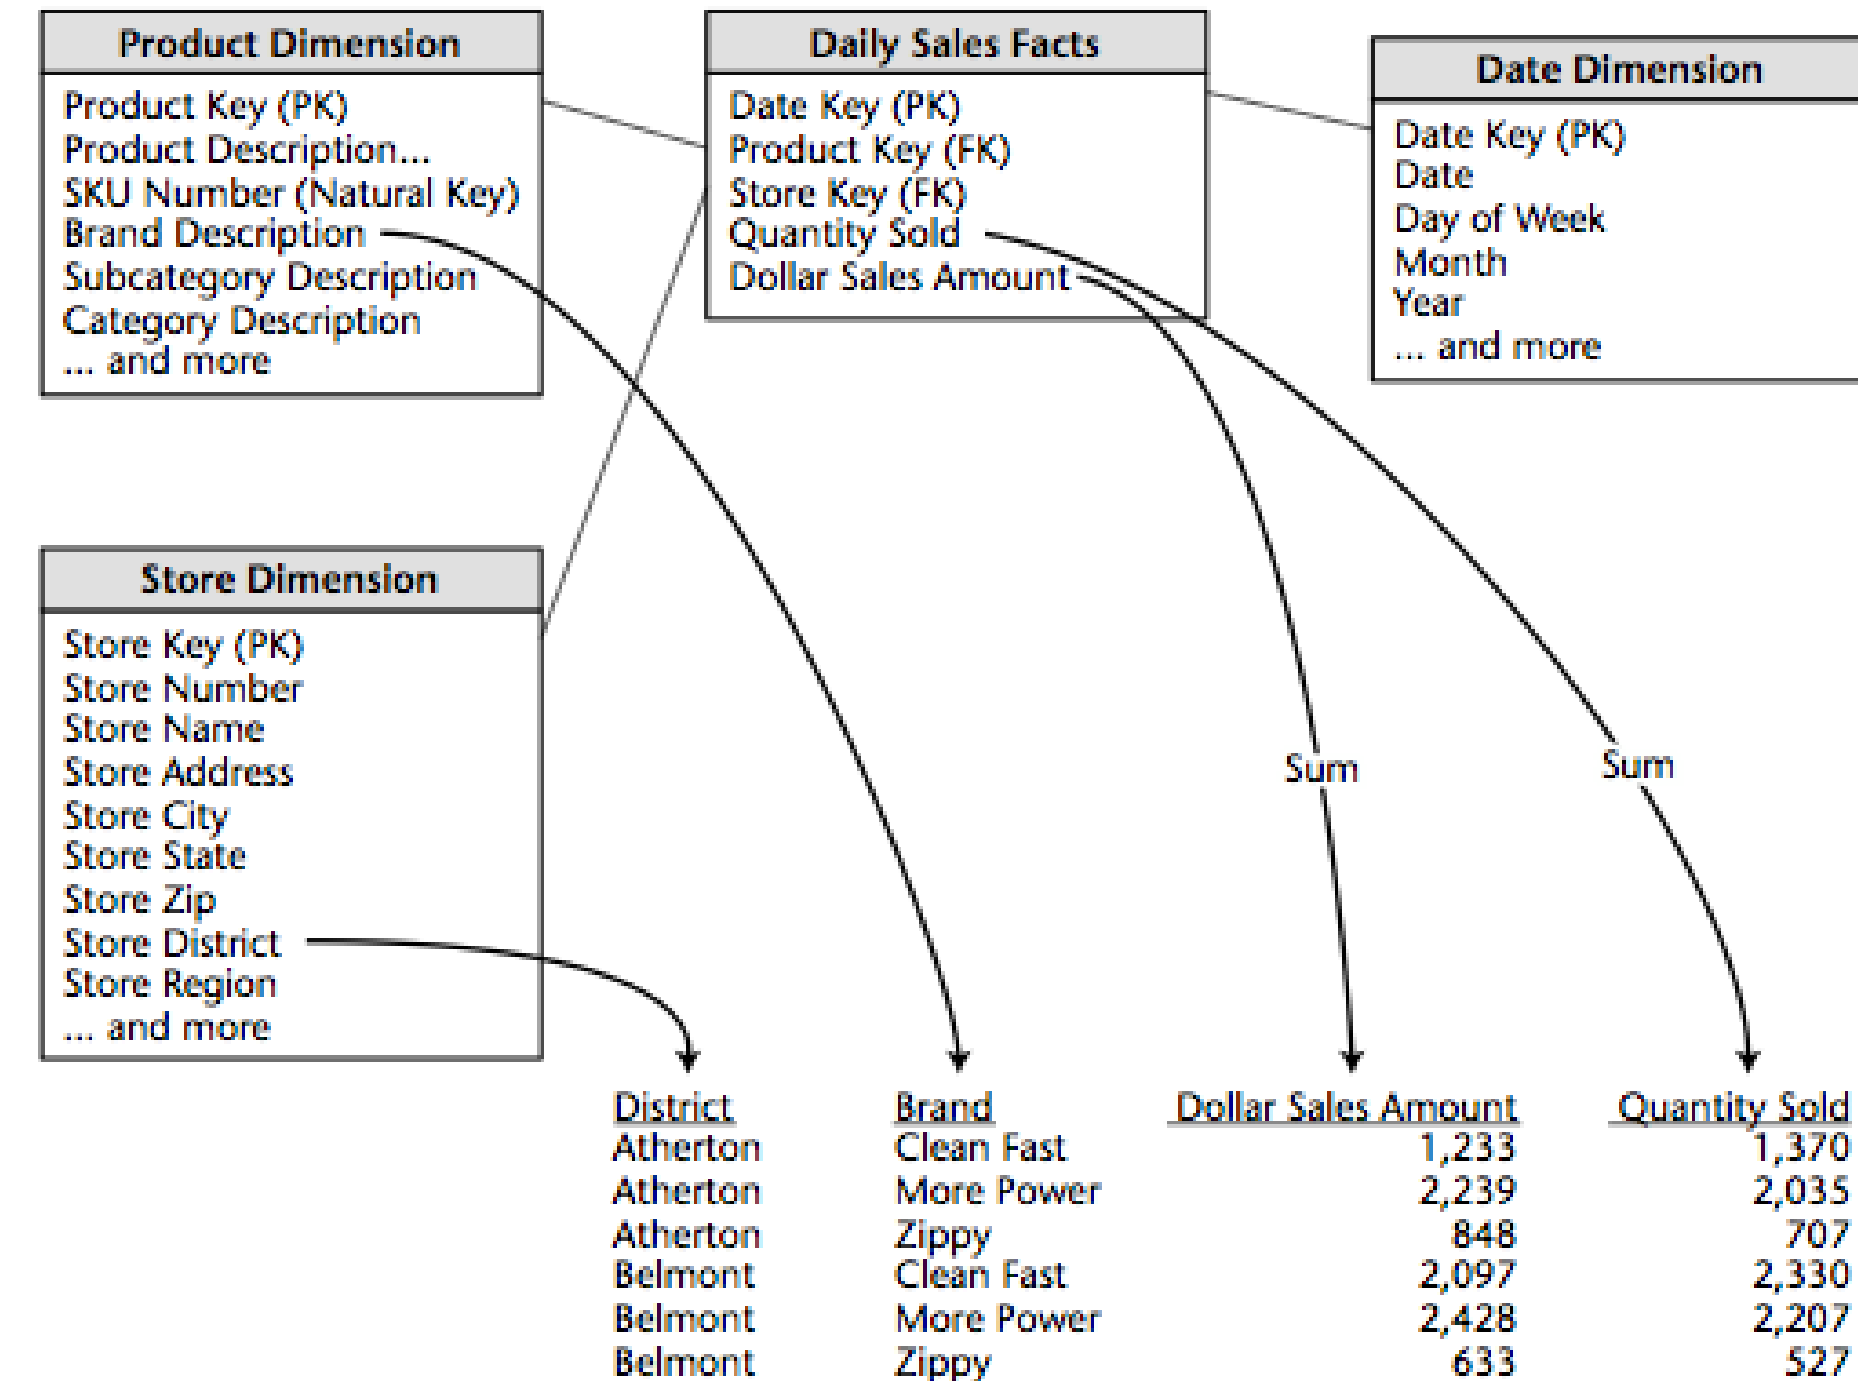 Product Dimension
Product Key (PK)
Product Description...
SKU Number (Natural Key)
Brand Description
Subcategory Description
Category Description
... and more
Daily Sales Facts
Date Key (PK)
Product Key (FK)
Store Key (FK)
Quantity Sold
Dollar Sales Amount
Date Dimension
Date Key (PK)
Date
Day of Week
Month
Year
... and more
Store Dimension
Store Key (PK)
Store Number
Store Name
Store Address
Store City
Store State
Store Zip
Store District
Store Region
... and more
Sum
Sum
District Brand Dollar Sales Amount Quantity Sold
Atherton Clean Fast 1,233 1,370
Atherton More Power 2,239 2,035
Atherton Zippy 848 707
Belmont Clean Fast 2,097 2,330
Belmont More Power 2,428 2,207
Belmont Zippy 633 527